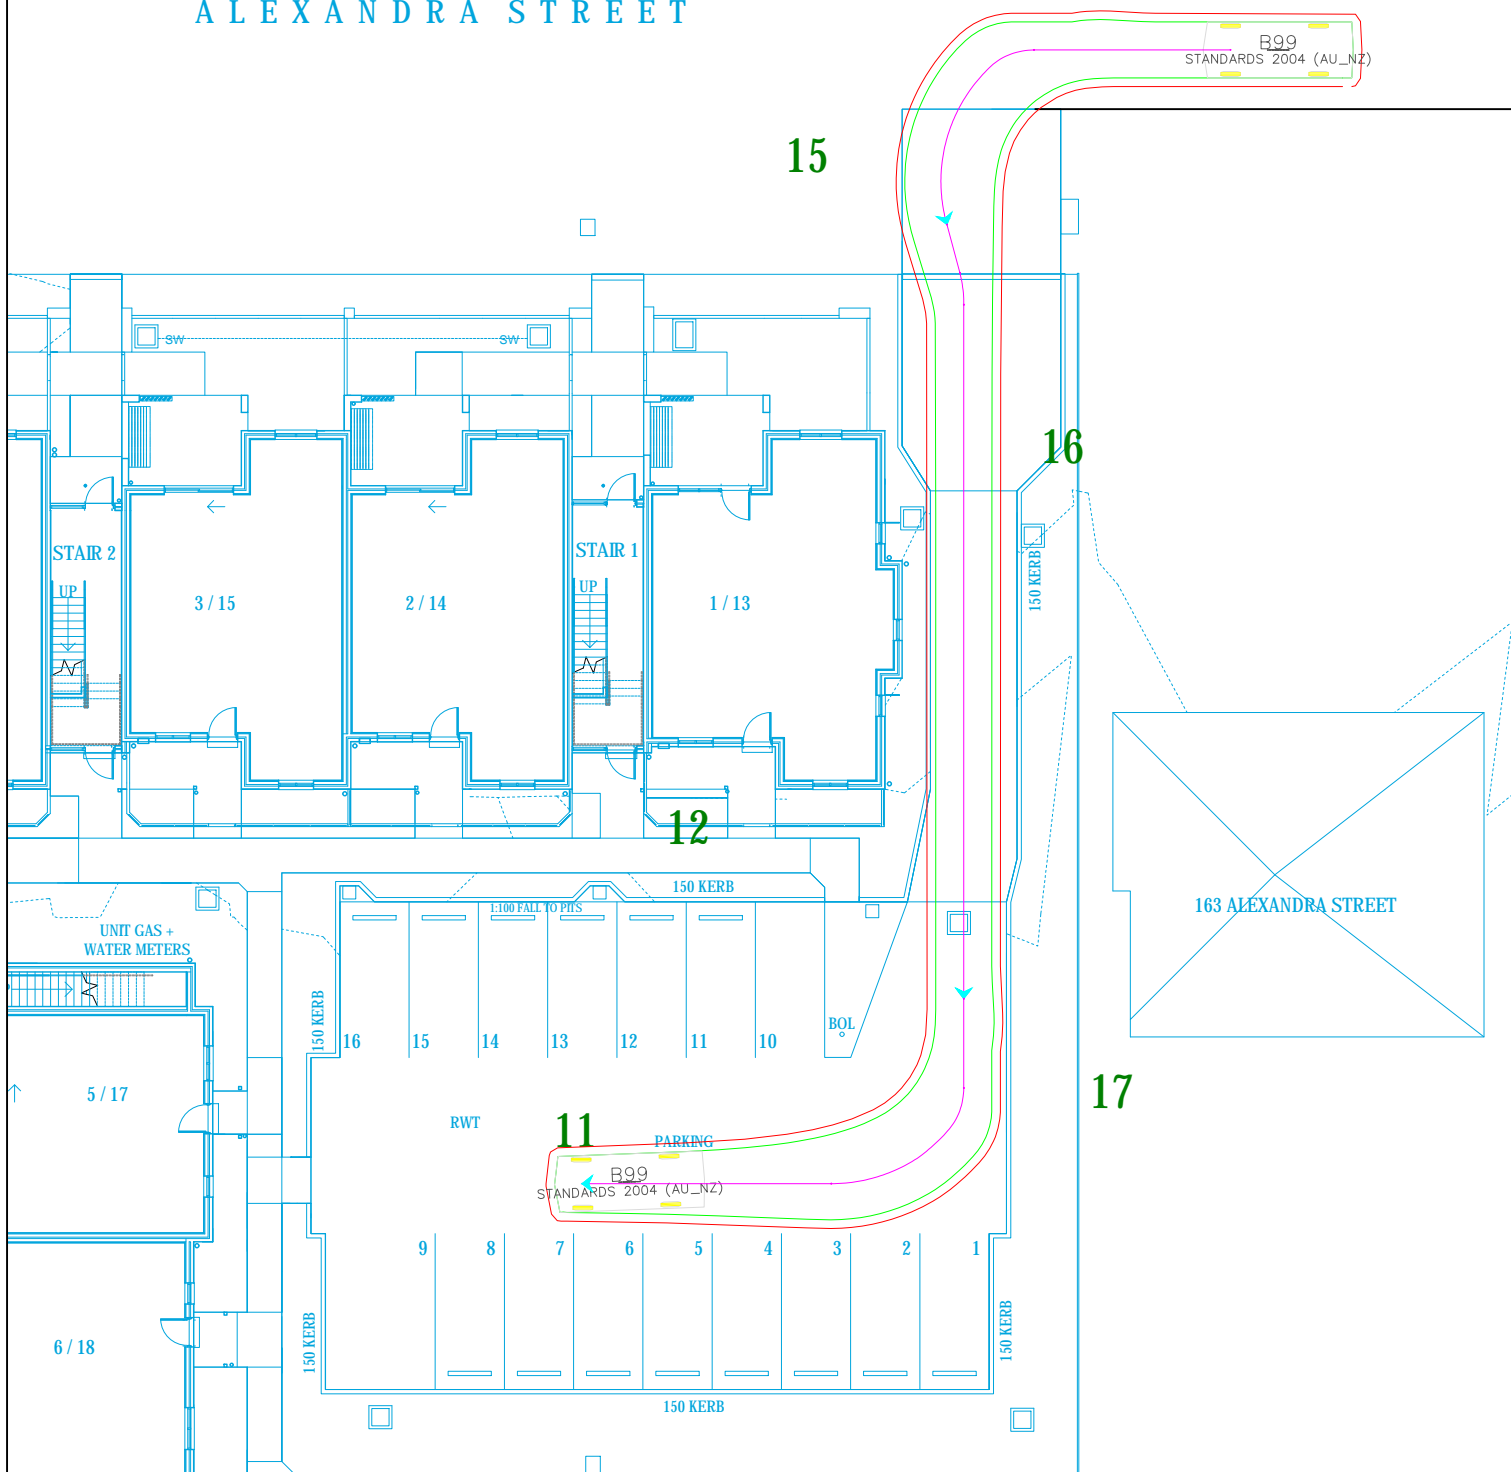 ALEXANDRA STREET
B99
STANDARDS 2004 (AU_NZ)
15
SW
SW
16
STAIR 2
STAIR 1
UP
UP
3 / 15
2 / 14
1 / 13
150 KERB
12
150 KERB
1:100 FALL TO PITS
163 ALEXANDRA STREET
UNIT GAS +
WATER METERS
150 KERB
16
15
14
13
12
11
10
BOL
5 / 17
17
RWT
11
PARKING
B99
STANDARDS 2004 (AU_NZ)
9
8
7
6
5
4
3
2
1
6 / 18
150 KERB
150 KERB
150 KERB